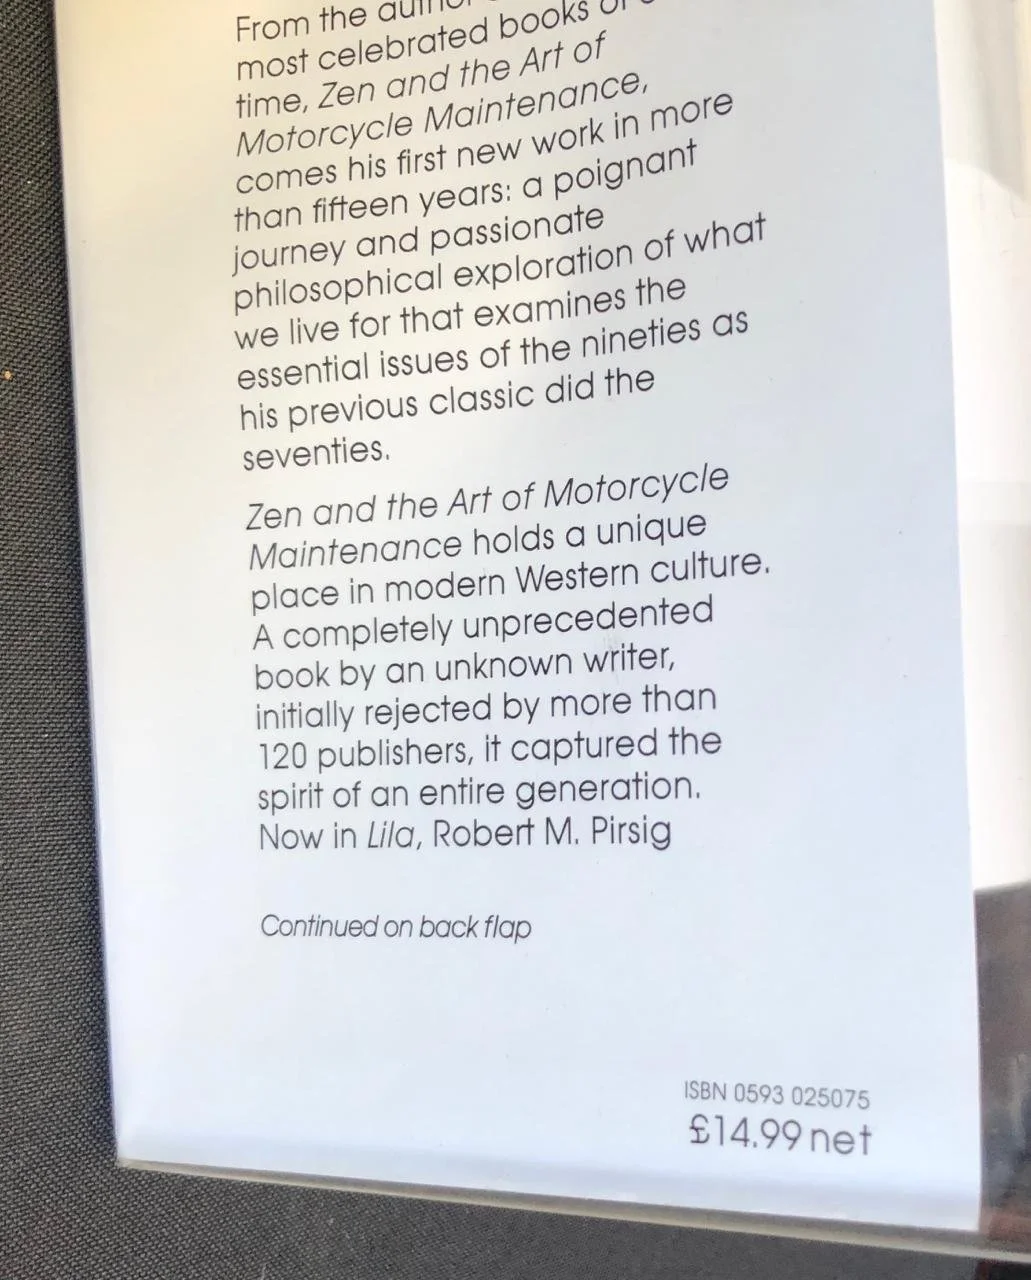 From the author
most celebrated books of
time, Zen and the Art of
Motorcycle Maintenance,
comes his first new work in more
than fifteen years: a poignant
journey and passionate
philosophical exploration of what
we live for that examines the
essential issues of the nineties as
his previous classic did the
seventies.
Zen and the Art of Motorcycle
Maintenance holds a unique
place in modern Western culture.
A completely unprecedented
book by an unknown writer,
initially rejected by more than
120 publishers, it captured the
spirit of an entire generation.
Now in Lila, Robert M. Pirsig
Continued on back flap
ISBN 0593 025075
£14.99 net